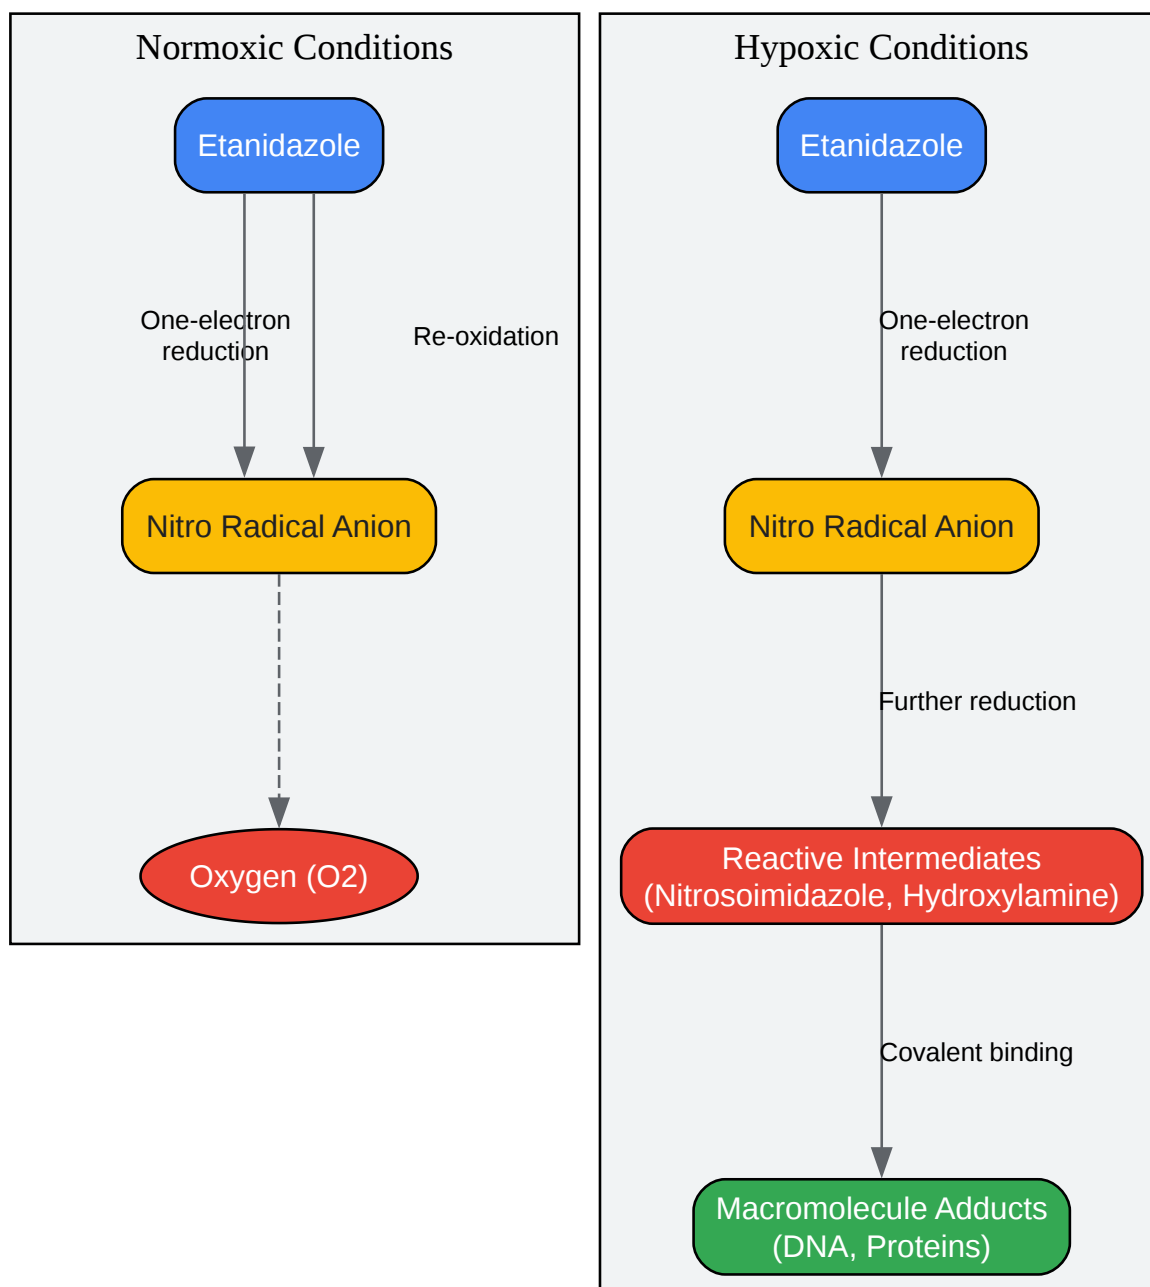 Normoxic Conditions
Etanidazole
One-electron
reduction
Re-oxidation
Nitro Radical Anion
Oxygen (O2)
Hypoxic Conditions
Etanidazole
One-electron
reduction
Nitro Radical Anion
Further reduction
Reactive Intermediates
(Nitrosoimidazole, Hydroxylamine)
Covalent binding
Macromolecule Adducts
(DNA, Proteins)